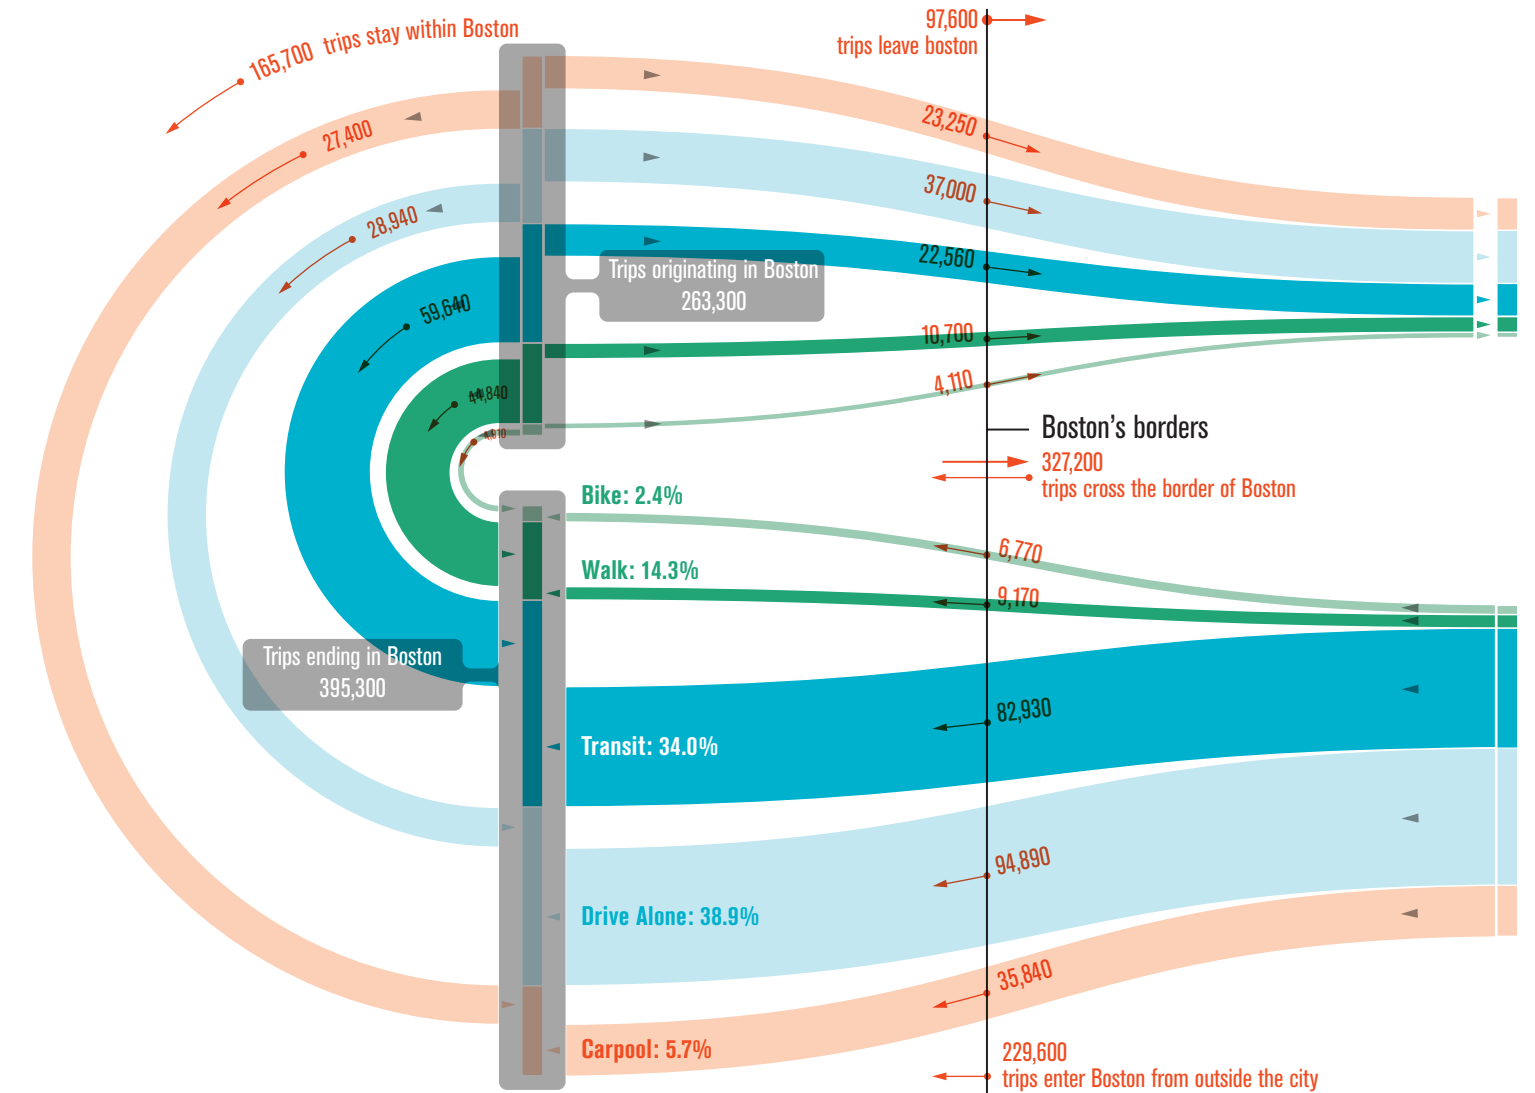 97,600
trips leave boston
165,700 trips stay within Boston
23,250
27,400
37,000
28,940
22,560
Trips originating in Boston
263,300
59,640
10,700
4,110
44,840
Boston's borders
327,200
trips cross the border of Boston
Bike: 2.4%
6,770
Walk: 14.3%
9,170
Trips ending in Boston
395,300
82,930
Transit: 34.0%
94,890
Drive Alone: 38.9%
35,840
Carpool: 5.7%
229,600
trips enter Boston from outside the city